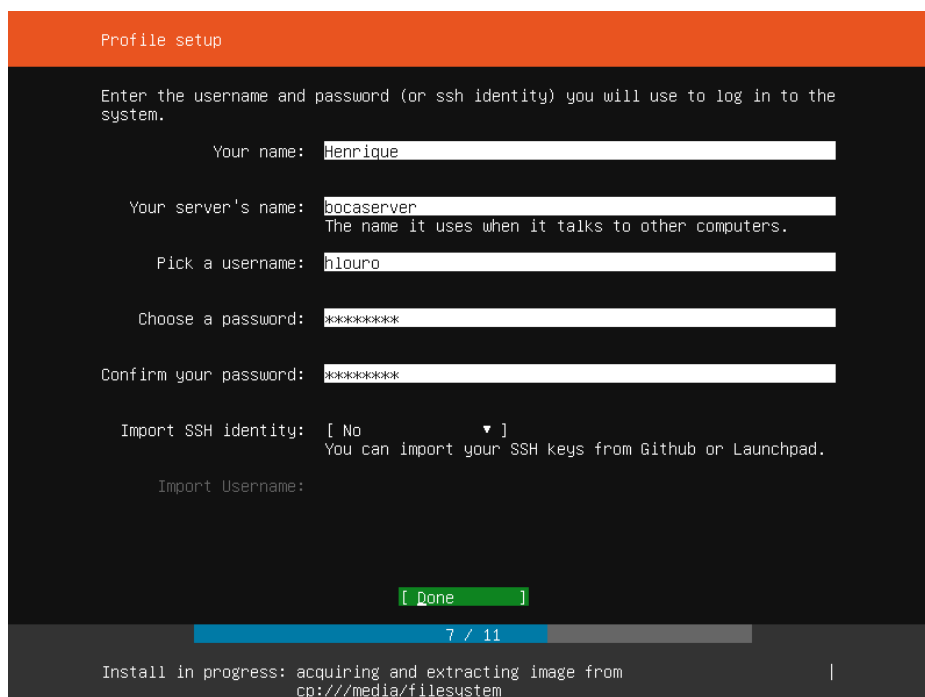 Profile setup
Enter the username and password (or ssh identity) you will use to log in to the
system.
Your name: Henrique
Your server's name: bocaserver
The name it uses when it talks to other computers.
Pick a username: hlouro
Choose a password: ********
Confirm your password: ********
Import SSH identity: [ No ▾ ]
You can import your SSH keys from Github or Launchpad.
Import Username:
[ Done ]
7 / 11
Install in progress: acquiring and extracting image from |
cp:///media/filesystem